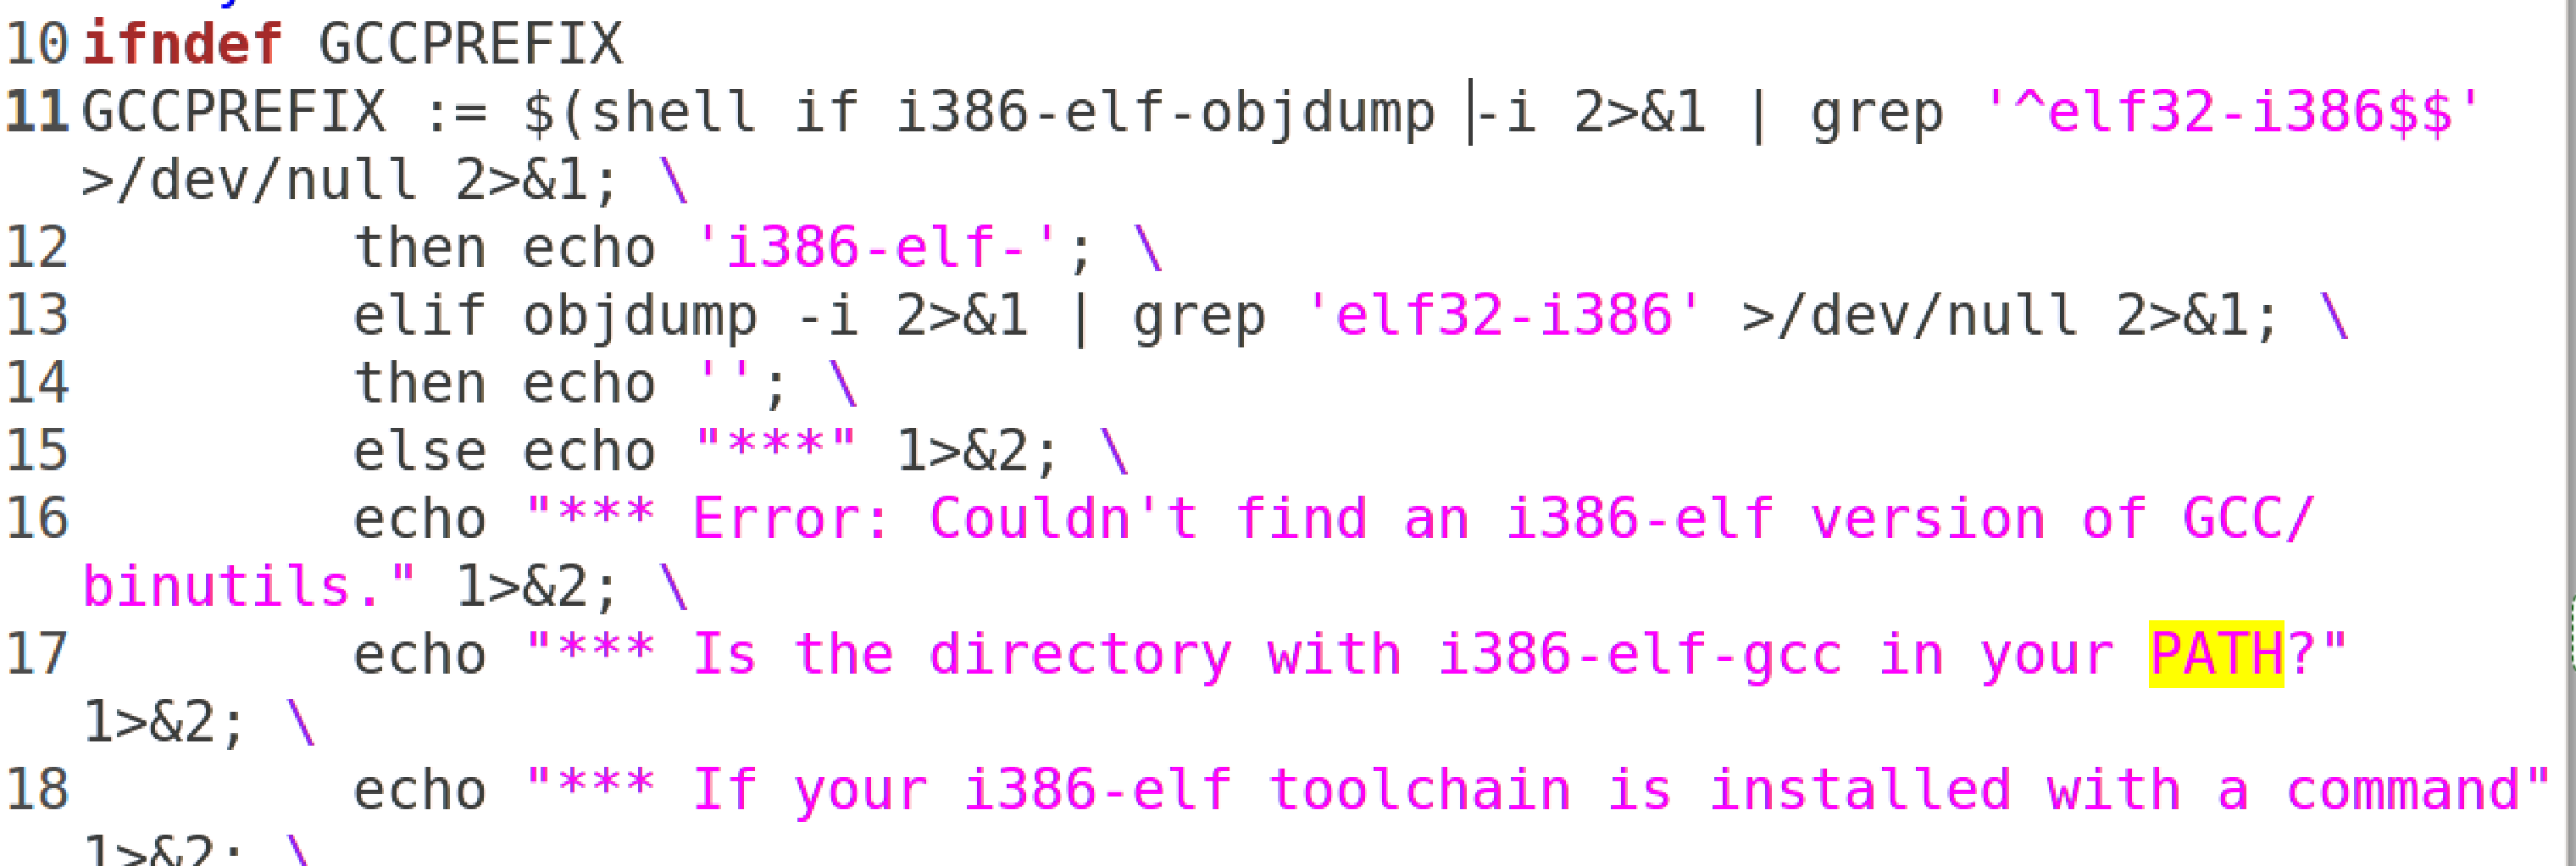 10 ifndef GCCPREFIX
11 GCCPREFIX := $(shell if i386-elf-objdump -i 2>&1 | grep '^elf32-i386$$'
>/dev/null 2>&1; \
12 then echo 'i386-elf-'; \
13 elif objdump -i 2>&1 | grep 'elf32-i386' >/dev/null 2>&1; \
14 then echo ''; \
15 else echo "***" 1>&2; \
16 echo "*** Error: Couldn't find an i386-elf version of GCC/
binutils." 1>&2; \
17 echo "*** Is the directory with i386-elf-gcc in your PATH?"
1>&2; \
18 echo "*** If your i386-elf toolchain is installed with a command"
1>&2; \